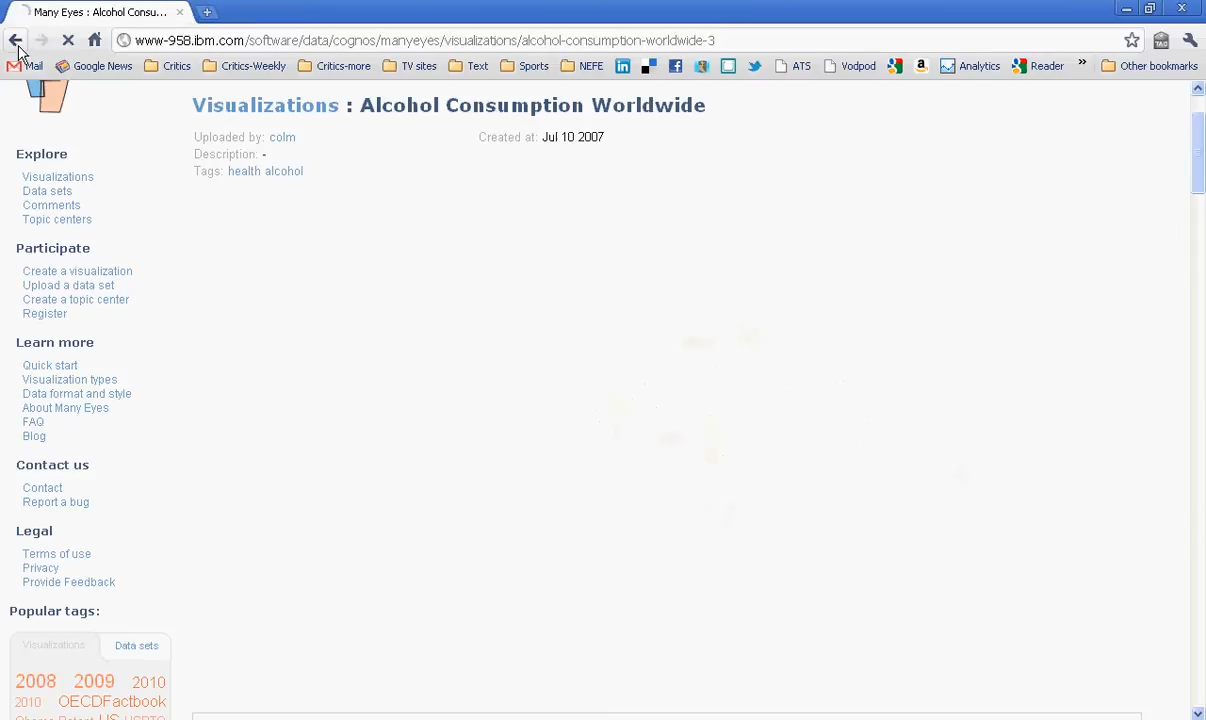 Many Eyes : Alcohol Consu...
www-958.ibm.com/software/data/cognos/manyeyes/visualizations/alcohol-consumption-worldwide-3
Mail Google News Critics Critics-Weekly Critics-more TV sites Text Sports NEFE ATS Vodpod Analytics Reader » Other bookmarks
Visualizations : Alcohol Consumption Worldwide
Uploaded by: colm Created at: Jul 10 2007
Description: -
Tags: health alcohol
Explore
Visualizations
Data sets
Comments
Topic centers
Participate
Create a visualization
Upload a data set
Create a topic center
Register
Learn more
Quick start
Visualization types
Data format and style
About Many Eyes
FAQ
Blog
Contact us
Contact
Report a bug
Legal
Terms of use
Privacy
Provide Feedback
Popular tags:
Visualizations Data sets
2008 2009 2010
2010 OECDFactbook
US